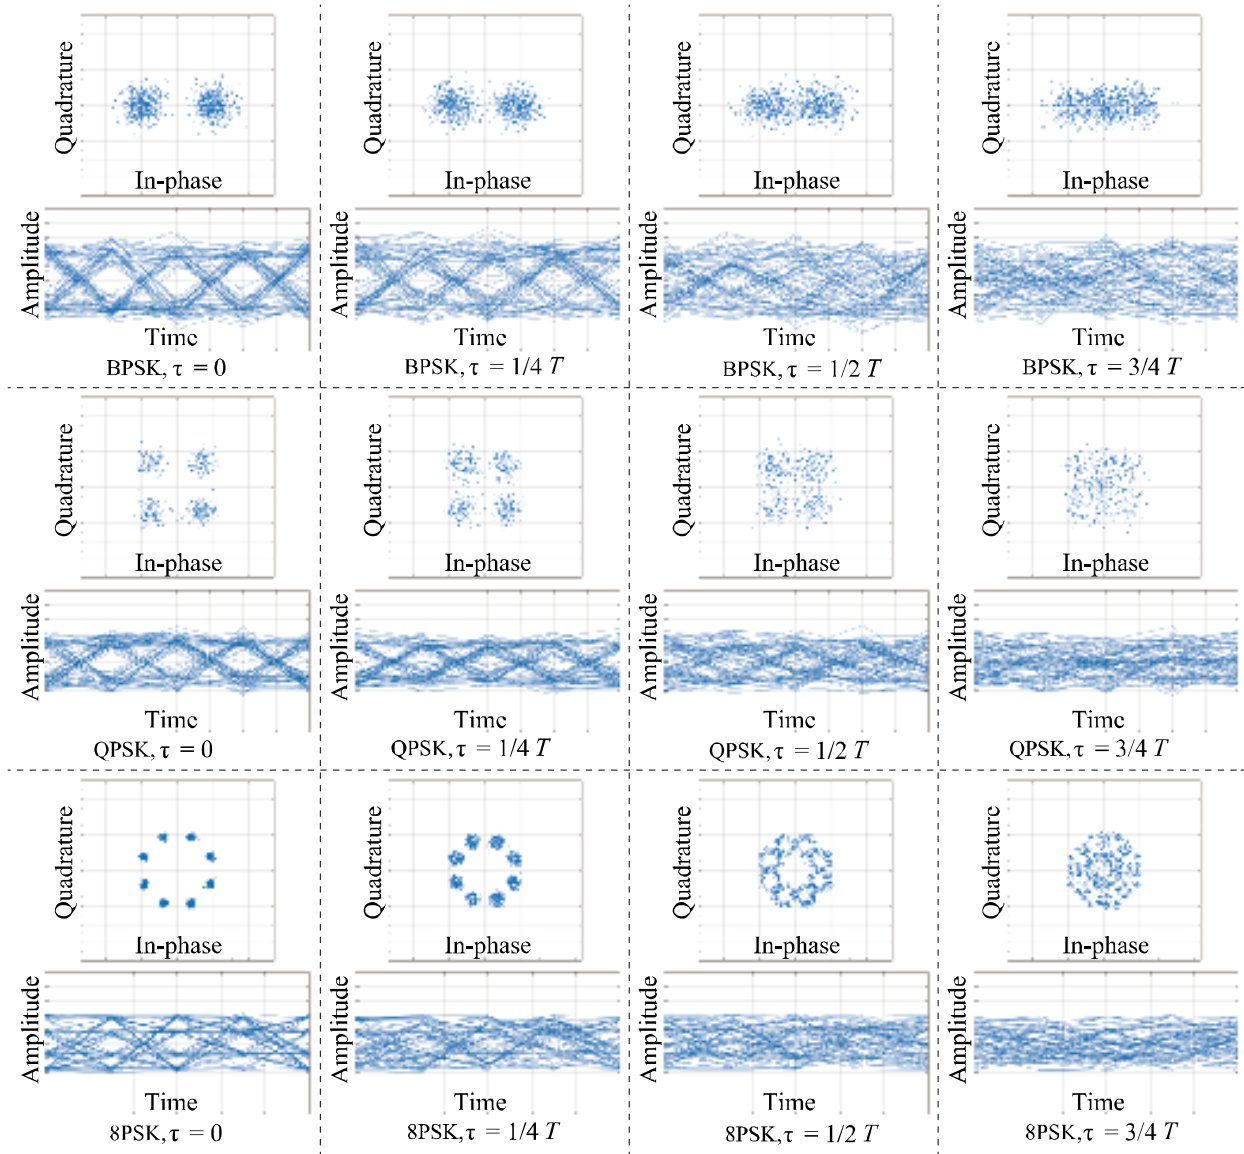 Quadrature
In-phase
Quadrature
In-phase
Quadrature
In-phase
Quadrature
In-phase
Amplitude
Time
Amplitude
Time
Amplitude
Time
Amplitude
Time
BPSK, τ = 0
BPSK, τ = 1/4 T
BPSK, τ = 1/2 T
BPSK, τ = 3/4 T
Quadrature
In-phase
Quadrature
In-phase
Quadrature
In-phase
Quadrature
In-phase
Amplitude
Time
Amplitude
Time
Amplitude
Time
Amplitude
Time
QPSK, τ = 0
QPSK, τ = 1/4 T
QPSK, τ = 1/2 T
QPSK, τ = 3/4 T
Quadrature
In-phase
Quadrature
In-phase
Quadrature
In-phase
Quadrature
In-phase
Amplitude
Time
Amplitude
Time
Amplitude
Time
Amplitude
Time
8PSK, τ = 0
8PSK, τ = 1/4 T
8PSK, τ = 1/2 T
8PSK, τ = 3/4 T